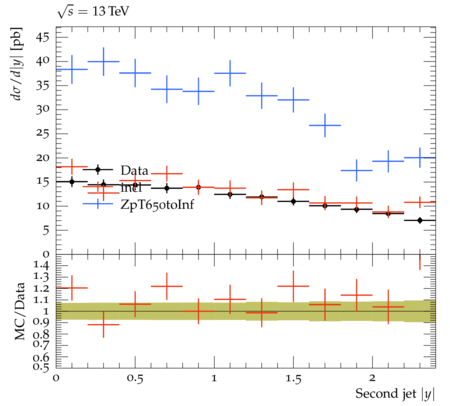 √s = 13 TeV
dσ/d|y| [pb]
45
40
35
30
25
20
15
10
5
0
Data
Incl
ZpT650toInf
MC/Data
1.4
1.3
1.2
1.1
1
0.9
0.8
0.7
0.6
0.5
0 0.5 1 1.5 2
Second jet |y|